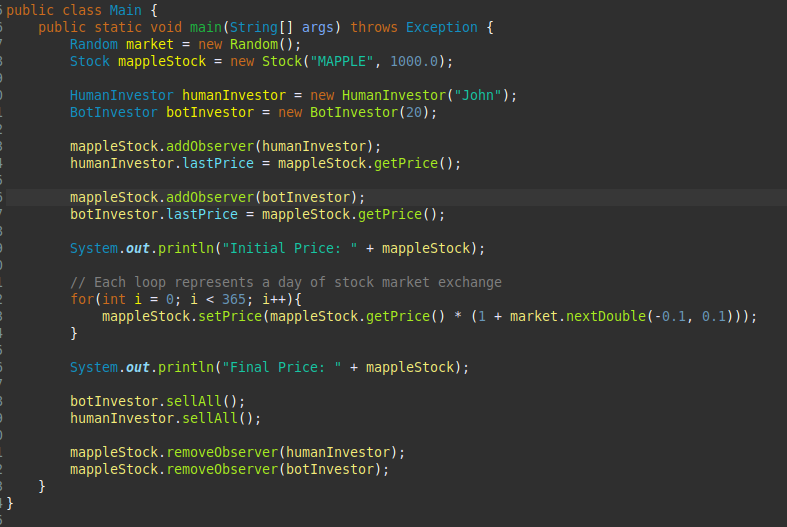 public class Main {
public static void main(String[] args) throws Exception {
Random market = new Random();
Stock mappleStock = new Stock("MAPPLE", 1000.0);
HumanInvestor humanInvestor = new HumanInvestor("John");
BotInvestor botInvestor = new BotInvestor(20);
mappleStock.addObserver(humanInvestor);
humanInvestor.lastPrice = mappleStock.getPrice();
mappleStock.addObserver(botInvestor);
botInvestor.lastPrice = mappleStock.getPrice();
System.out.println("Initial Price: " + mappleStock);
// Each loop represents a day of stock market exchange
for(int i = 0; i < 365; i++){
mappleStock.setPrice(mappleStock.getPrice() * (1 + market.nextDouble(-0.1, 0.1)));
}
System.out.println("Final Price: " + mappleStock);
botInvestor.sellAll();
humanInvestor.sellAll();
mappleStock.removeObserver(humanInvestor);
mappleStock.removeObserver(botInvestor);
}
}